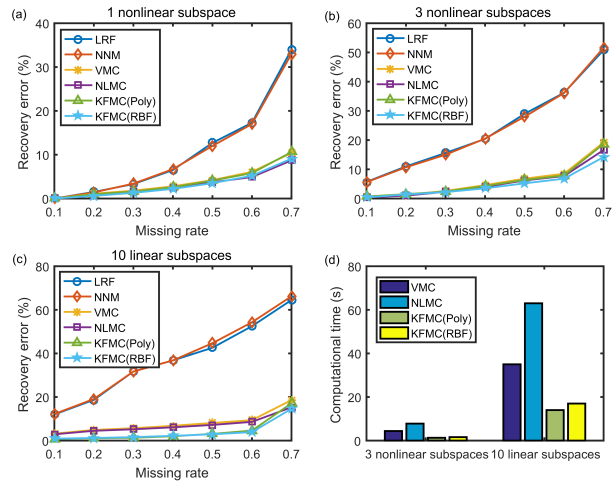 (a)
1 nonlinear subspace
Recovery error (%)
40
30
20
10
0
LRF
NNM
VMC
NLMC
KFMC(Poly)
KFMC(RBF)
0.1 0.2 0.3 0.4 0.5 0.6 0.7
Missing rate
(b)
3 nonlinear subspaces
Recovery error (%)
60
50
40
30
20
10
0
LRF
NNM
VMC
NLMC
KFMC(Poly)
KFMC(RBF)
0.1 0.2 0.3 0.4 0.5 0.6 0.7
Missing rate
(c)
10 linear subspaces
Recovery error (%)
80
60
40
20
0
LRF
NNM
VMC
NLMC
KFMC(Poly)
KFMC(RBF)
0.1 0.2 0.3 0.4 0.5 0.6 0.7
Missing rate
(d)
Computational time (s)
80
60
40
20
0
VMC
NLMC
KFMC(Poly)
KFMC(RBF)
3 nonlinear subspaces 10 linear subspaces